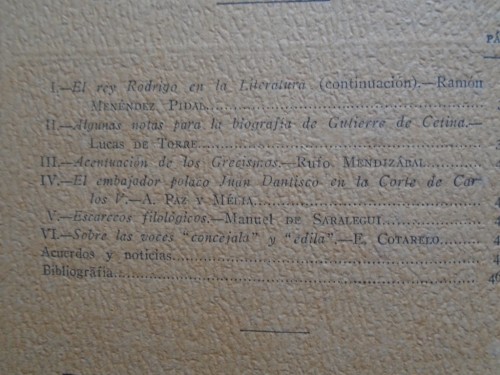 PÁ
I.—El rey Rodrigo en la Literatura (continuación).—Ramón
Menéndez Pidal
II.—Algunas notas para la biografía de Gutierre de Cetina.—
Lucas de Torre
III.—Acentuación de los Grecismos.—Rufo Mendizábal
IV.—El embajador polaco Juan Dantisco en la Corte de Car
los V.—A. Paz y Mélia
V.—Escarceos filológicos.—Manuel de Saralegui
VI.—Sobre las voces "concejala" y "edila".—E. Cotarelo
Acuerdos y noticias
Bibliografía